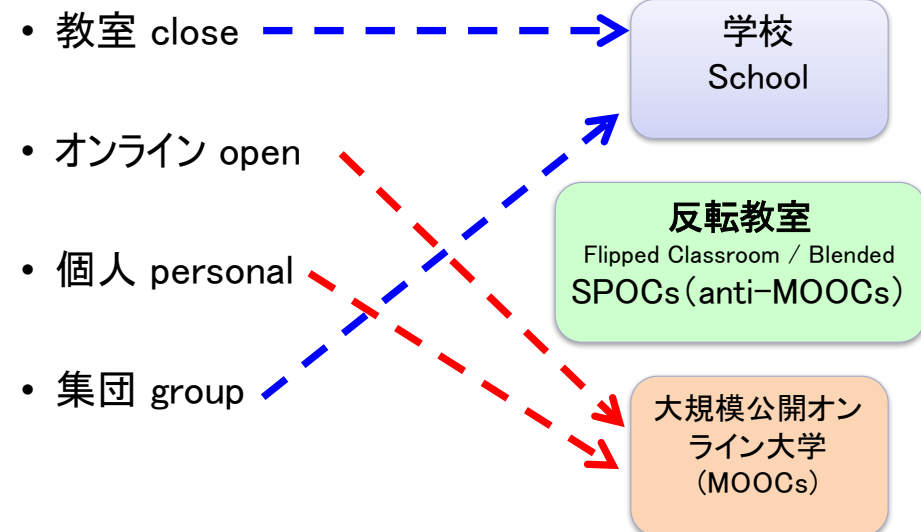 • 教室 close
• オンライン open
• 個人 personal
• 集団 group
学校
School
反転教室
Flipped Classroom / Blended
SPOCs(anti-MOOCs)
大規模公開オン
ライン大学
(MOOCs)